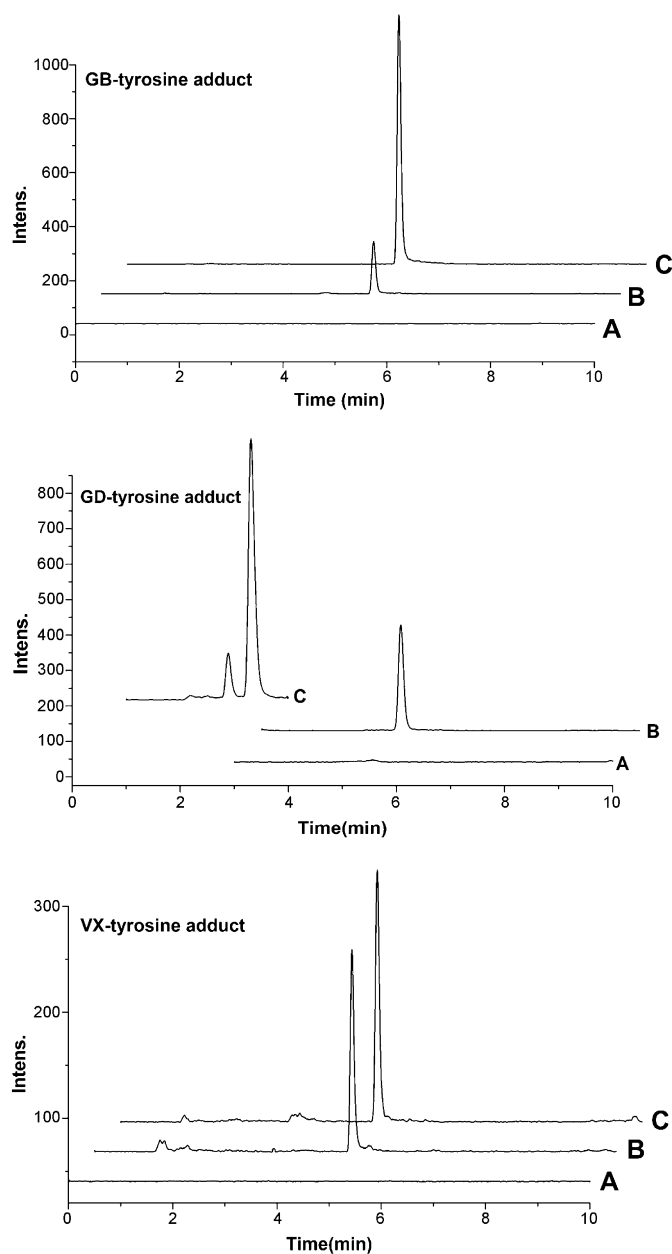 GB-tyrosine adduct
Intens.
1000
800
600
400
200
0
C
B
A
0 2 4 6 8 10
Time (min)
GD-tyrosine adduct
Intens.
800
700
600
500
400
300
200
100
0
C
B
A
0 2 4 6 8 10
Time(min)
VX-tyrosine adduct
Intens.
300
200
100
C
B
A
0 2 4 6 8 10
Time(min)